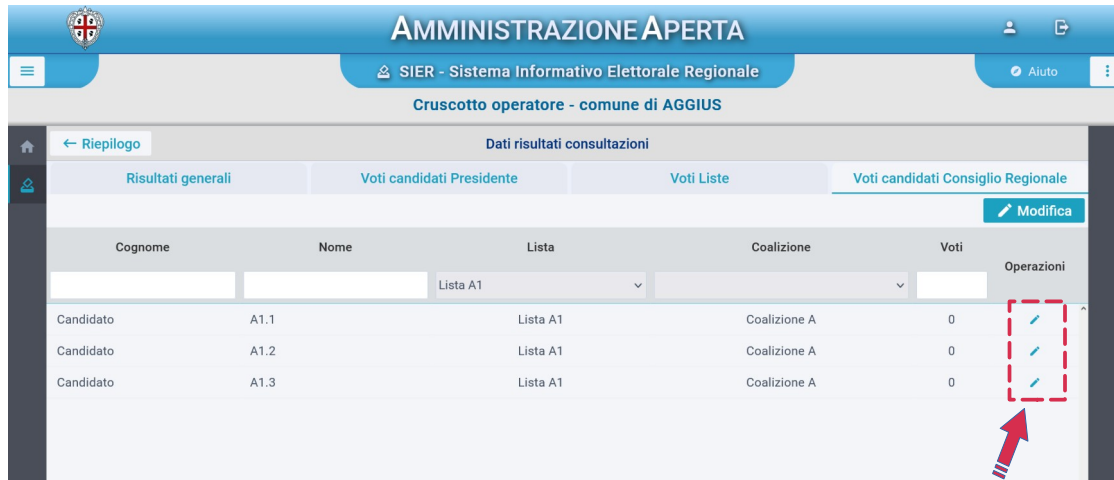 AMMINISTRAZIONE APERTA
SIER - Sistema Informativo Elettorale Regionale
Aiuto
Cruscotto operatore - comune di AGGIUS
← Riepilogo
Dati risultati consultazioni
Risultati generali Voti candidati Presidente Voti Liste Voti candidati Consiglio Regionale
Modifica
Cognome Nome Lista Coalizione Voti Operazioni
Lista A1
Candidato A1.1 Lista A1 Coalizione A 0
Candidato A1.2 Lista A1 Coalizione A 0
Candidato A1.3 Lista A1 Coalizione A 0